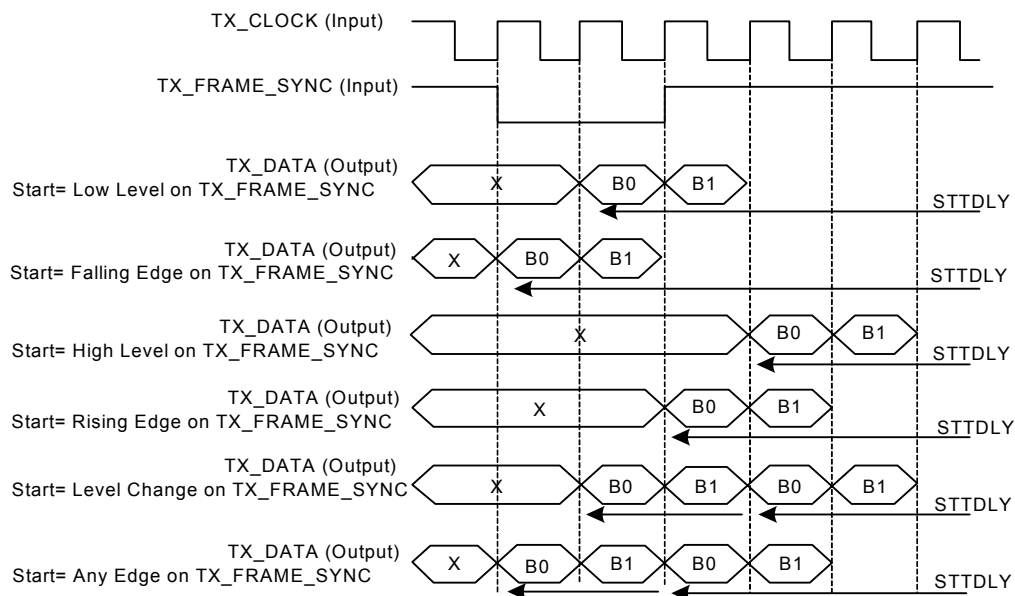 TX_CLOCK (Input)
TX_FRAME_SYNC (Input)
TX_DATA (Output)
Start= Low Level on TX_FRAME_SYNC
X B0 B1
STTDLY
TX_DATA (Output)
Start= Falling Edge on TX_FRAME_SYNC
X B0 B1
STTDLY
TX_DATA (Output)
Start= High Level on TX_FRAME_SYNC
X B0 B1
STTDLY
TX_DATA (Output)
Start= Rising Edge on TX_FRAME_SYNC
X B0 B1
STTDLY
TX_DATA (Output)
Start= Level Change on TX_FRAME_SYNC
X B0 B1 B0 B1
STTDLY
TX_DATA (Output)
Start= Any Edge on TX_FRAME_SYNC
X B0 B1 B0 B1
STTDLY